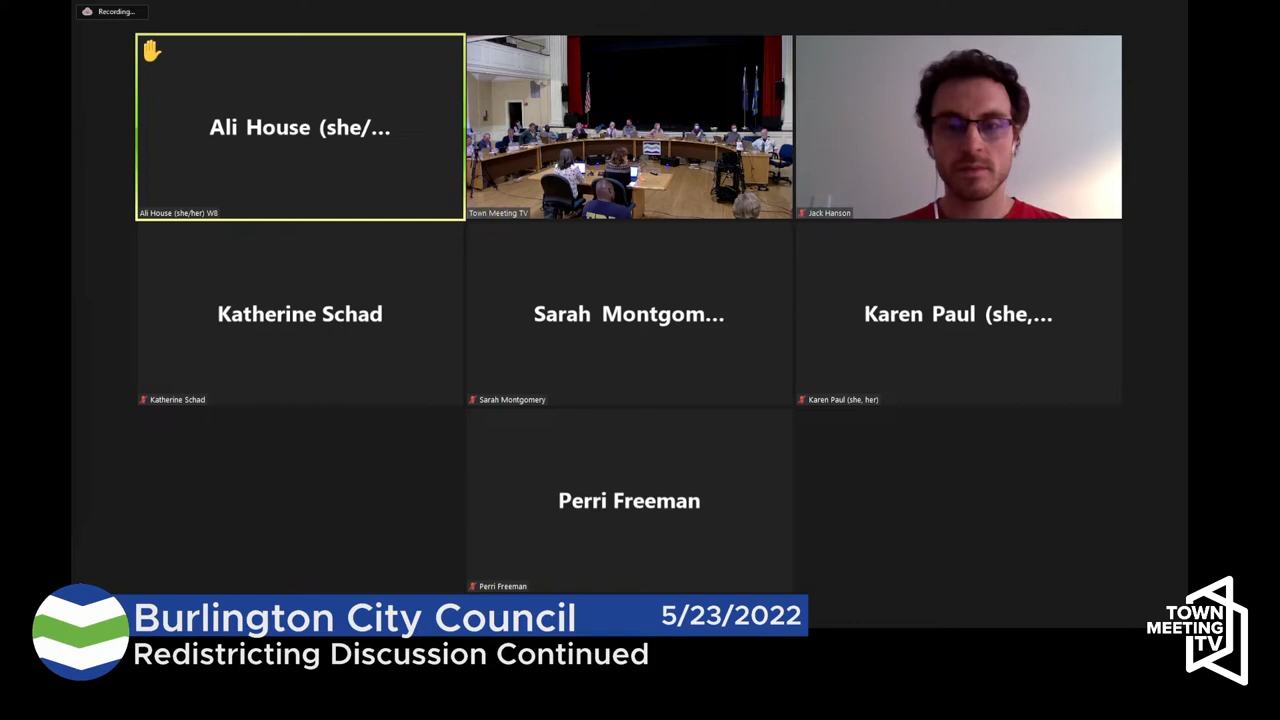 Recording...
Ali House (she/...
Ali House (she/her) W8
Town Meeting TV
Jack Hanson
Katherine Schad
Katherine Schad
Sarah Montgom...
Sarah Montgomery
Karen Paul (she,...
Karen Paul (she, her)
Perri Freeman
Perri Freeman
Burlington City Council
5/23/2022
Redistricting Discussion Continued
TOWN
MEETING
TV